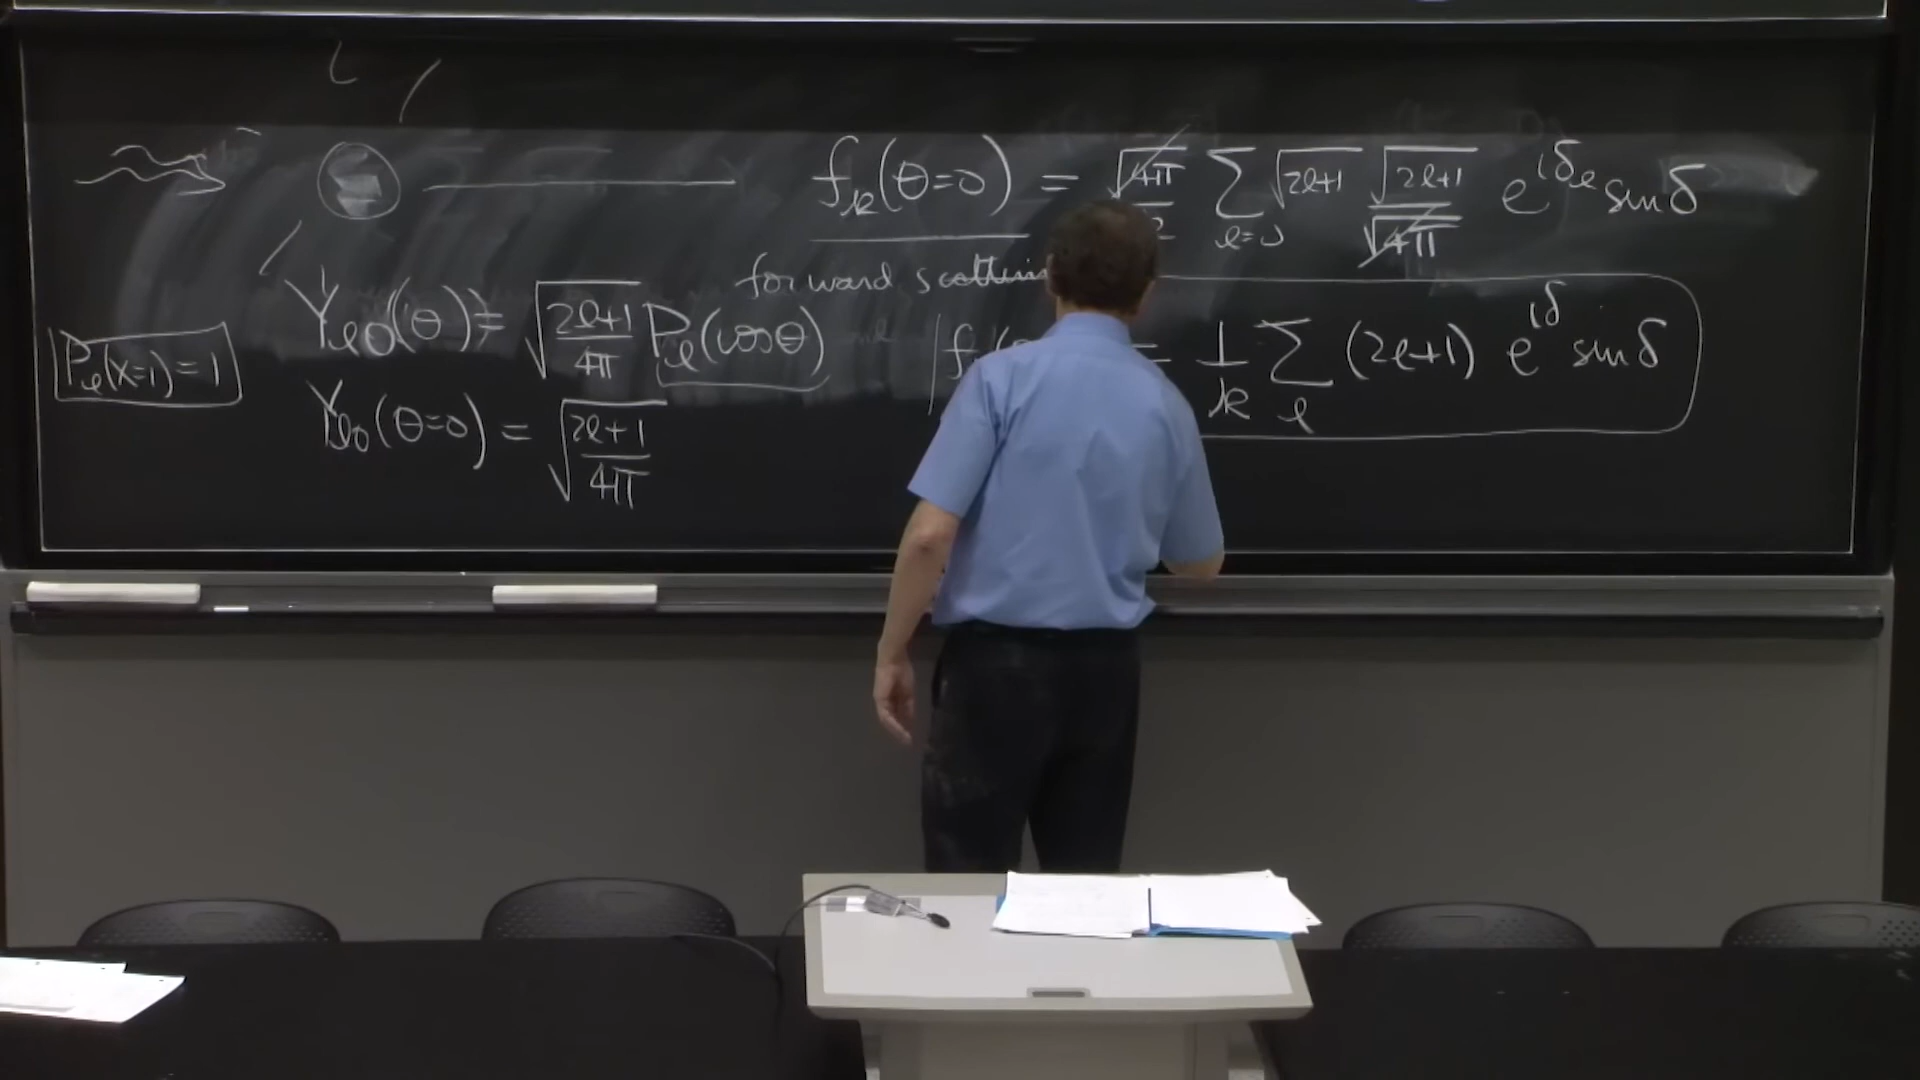 f_k(θ=0) = √4π Σ_{ℓ=0} √2ℓ+1 √2ℓ+1/√4π e^{iδ_ℓ} sin δ
forward scattering
Y_{ℓ0}(θ) = √(2ℓ+1/4π) P_ℓ(cosθ)
P_ℓ(x=1) = 1
= 1/k Σ_ℓ (2ℓ+1) e^{iδ} sin δ
Y_{ℓ0}(θ=0) = √(2ℓ+1/4π)